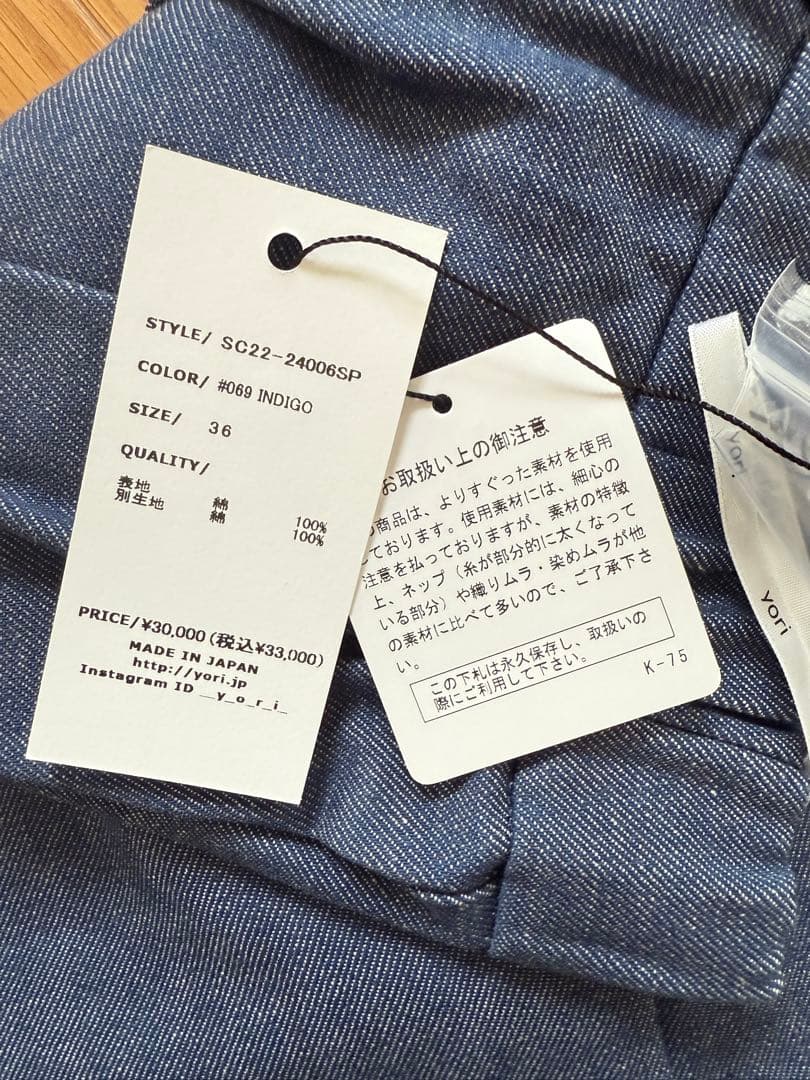 STYLE/ SC22-24006SP
COLOR/ #069 INDIGO
SIZE/ 36
QUALITY/
表地 綿 100%
別生地 綿 100%
PRICE/¥30,000(税込¥33,000)
MADE IN JAPAN
http://yori.jp
Instagram ID __y_o_r_i_
お取扱い上の御注意
商品は、よりすぐった素材を使用
しております。使用素材には、細心の
注意を払っておりますが、素材の特徴
上、ネップ(糸が部分的に太くなって
いる部分)や織りムラ・染めムラが他
の素材に比べて多いので、ご了承下さ
い。
この下札は永久保存し、取扱いの
際にご利用して下さい。
K-75
yori
yori